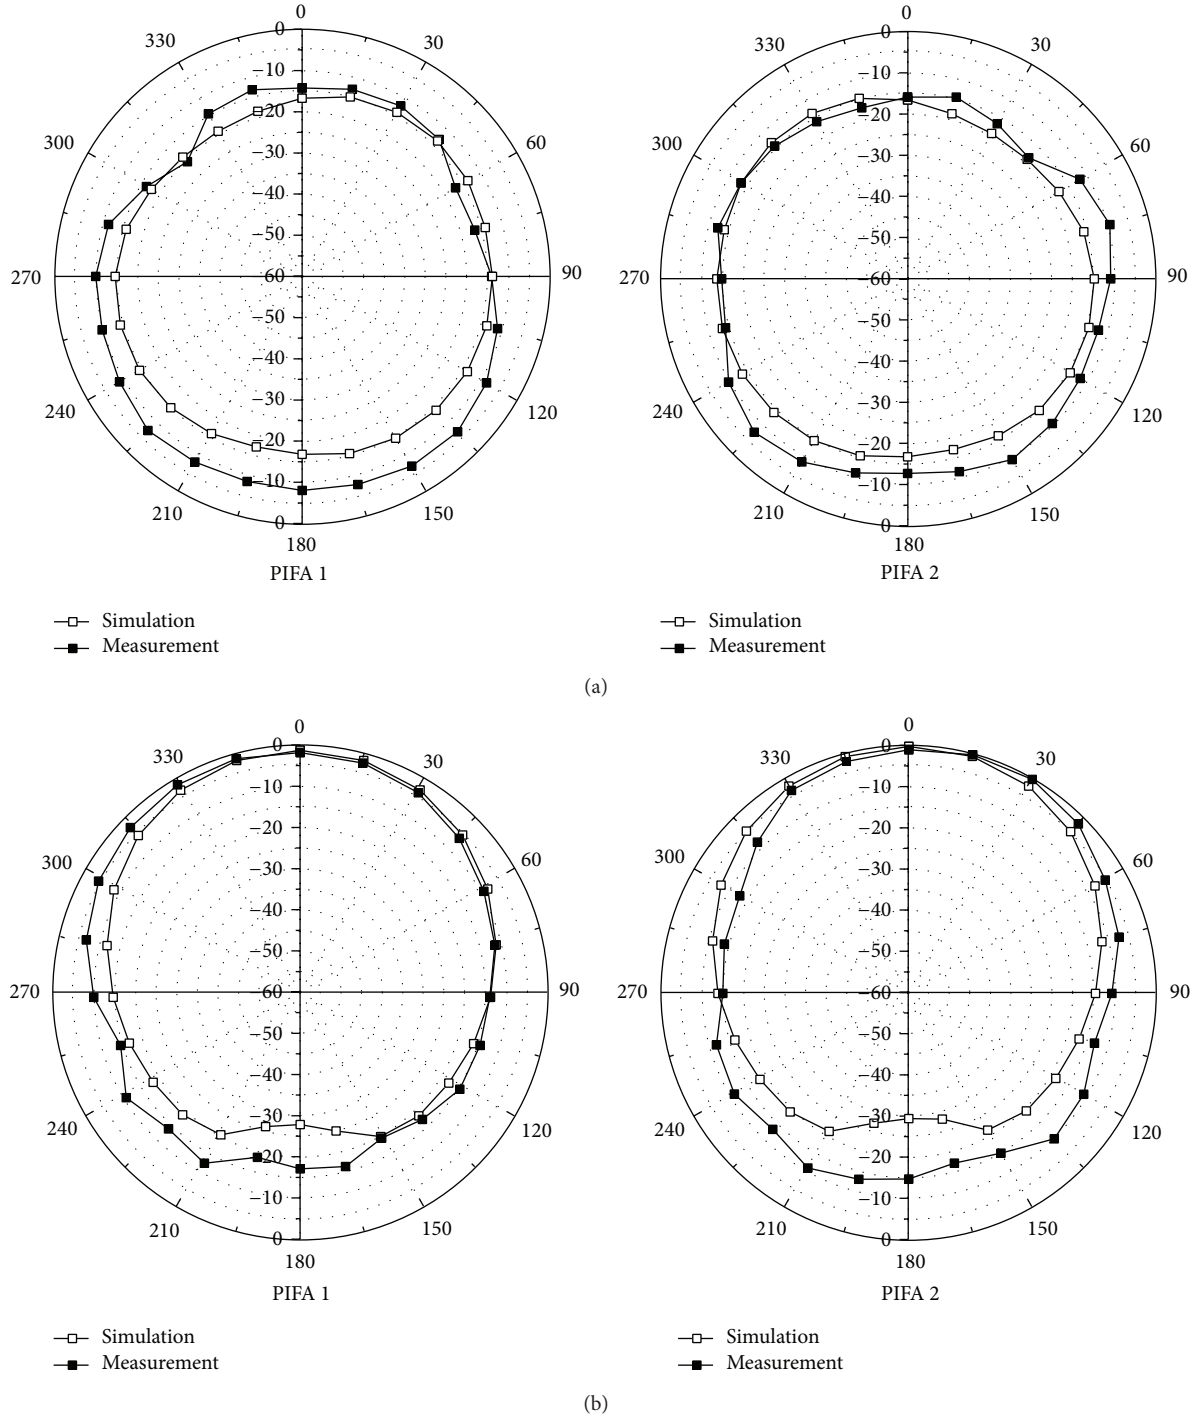 0 0
330 0 30 330 0 30
−10 −10
−20 −20
300 −30 60 300 −30 60
−40 −40
−50 −50
270 −60 90 270 −60 90
−50 −50
−40 −40
240 −30 120 240 −30 120
−20 −20
−10 −10
210 0 150 210 0 150
180 180
PIFA 1 PIFA 2
Simulation Simulation
Measurement Measurement
(a)
0 0
330 0 30 330 0 30
−10 −10
−20 −20
300 −30 60 300 −30 60
−40 −40
−50 −50
270 −60 90 270 −60 90
−50 −50
−40 −40
240 −30 120 240 −30 120
−20 −20
−10 −10
210 0 150 210 0 150
180 180
PIFA 1 PIFA 2
Simulation Simulation
Measurement Measurement
(b)